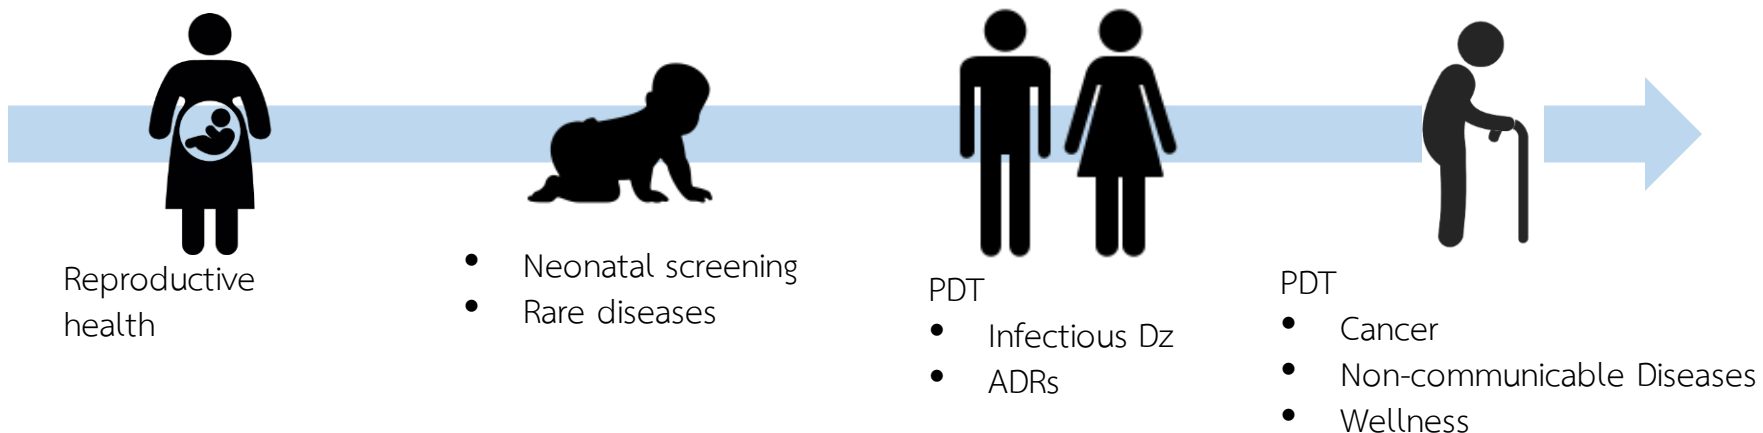 Reproductive
health
• Neonatal screening
• Rare diseases
PDT
• Infectious Dz
• ADRs
PDT
• Cancer
• Non-communicable Diseases
• Wellness